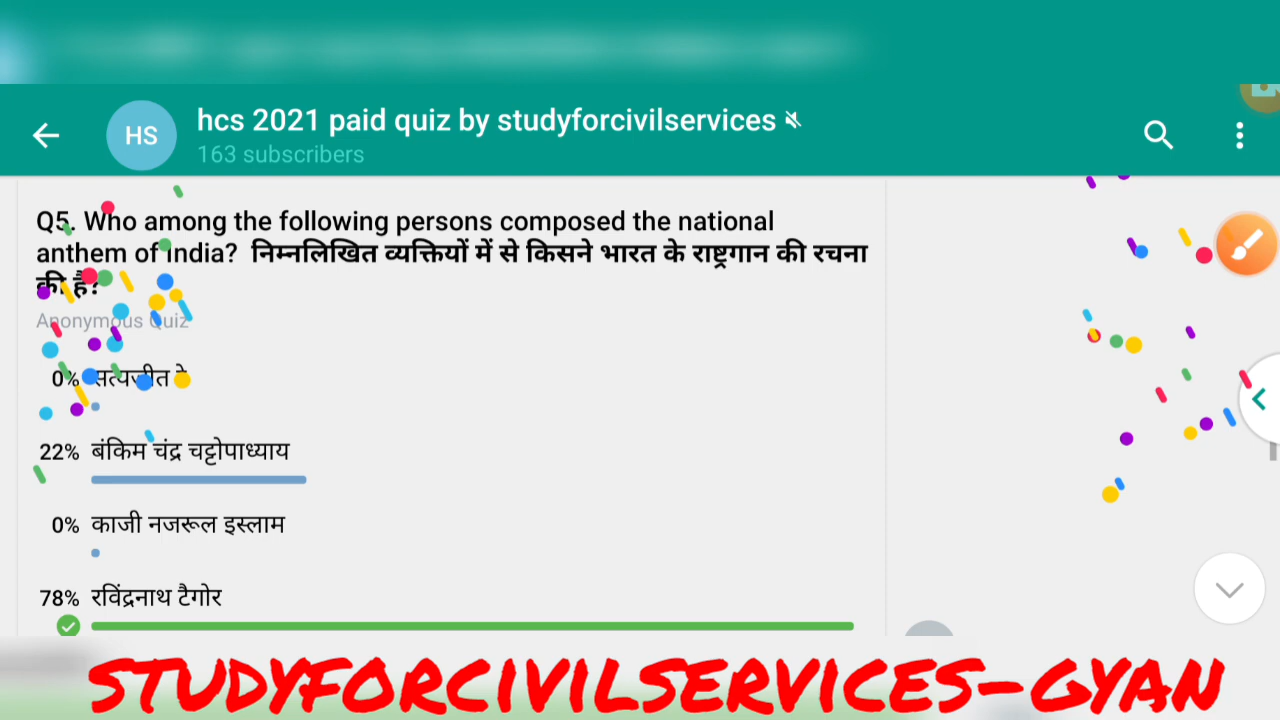 HS
hcs 2021 paid quiz by studyforcivilservices
163 subscribers
Q5. Who among the following persons composed the national
anthem of India? निम्नलिखित व्यक्तियों में से किसने भारत के राष्ट्रगान की रचना
की है?
Anonymous Quiz
0% सत्यजीत रे
22% बंकिम चंद्र चट्टोपाध्याय
0% काजी नजरूल इस्लाम
78% रविंद्रनाथ टैगोर
STUDYFORCIVILSERVICES-GYAN